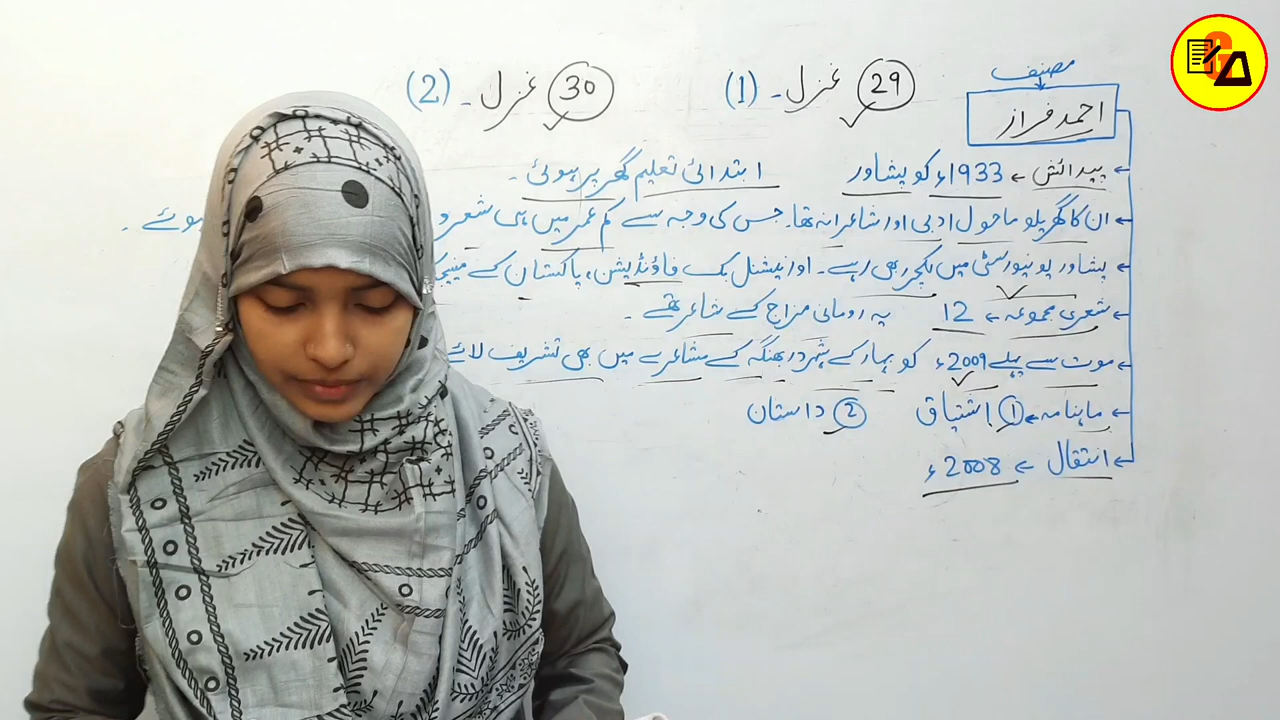 مصنف
احمد فراز
29 غزل۔ (1)
30 غزل۔ (2)
پیدائش ← 1933ء کو پشاور ابتدائی تعلیم گھر پر ہوئی۔
ان کا گھریلو ماحول ادبی اور شاعرانہ تھا۔ جس کی وجہ سے کم عمر میں ہی شعر و ہوئے۔
پشاور یونیورسٹی میں لکچرر بھی رہے۔ اور نیشنل بک فاؤنڈیشن، پاکستان کے
شعری مجموعہ ← 12 یہ رومانی مزاج کے شاعر تھے۔
موت سے پہلے 2001ء کو بہار کے شہر دربھنگہ کے مشاعرے میں بھی تشریف لائے
ماہنامہ ← 1 اشتیاق 2 داستان
انتقال ← 2008ء